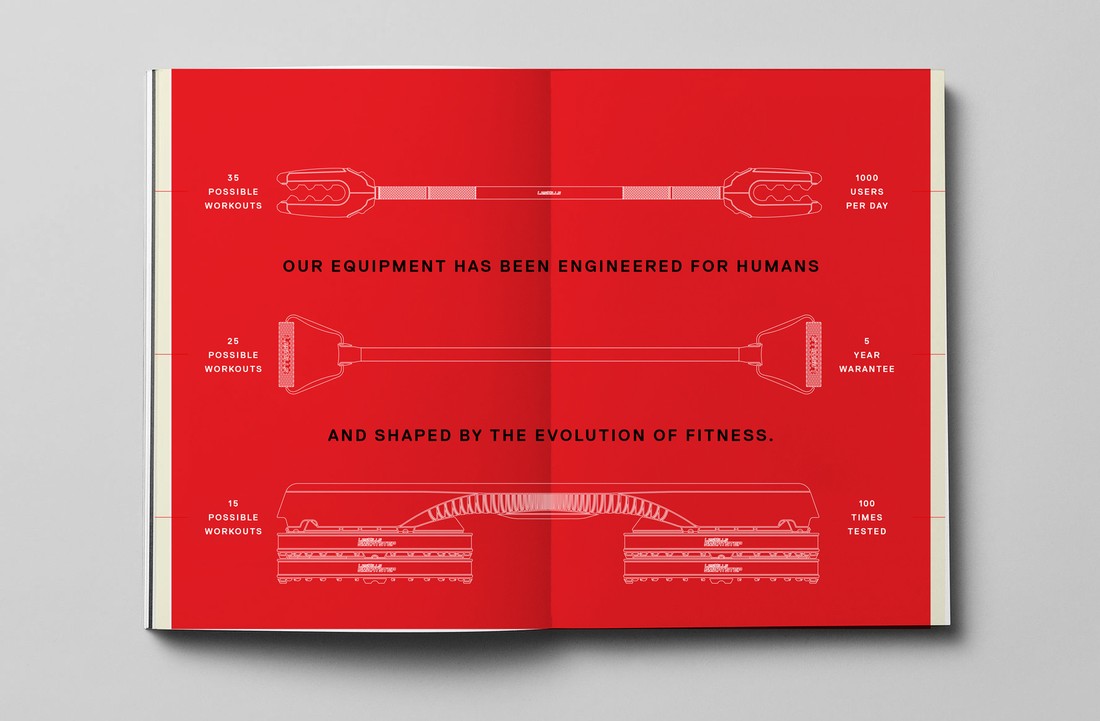 35
POSSIBLE
WORKOUTS
1000
USERS
PER DAY
OUR EQUIPMENT HAS BEEN ENGINEERED FOR HUMANS
25
POSSIBLE
WORKOUTS
5
YEAR
WARANTEE
AND SHAPED BY THE EVOLUTION OF FITNESS.
15
POSSIBLE
WORKOUTS
100
TIMES
TESTED